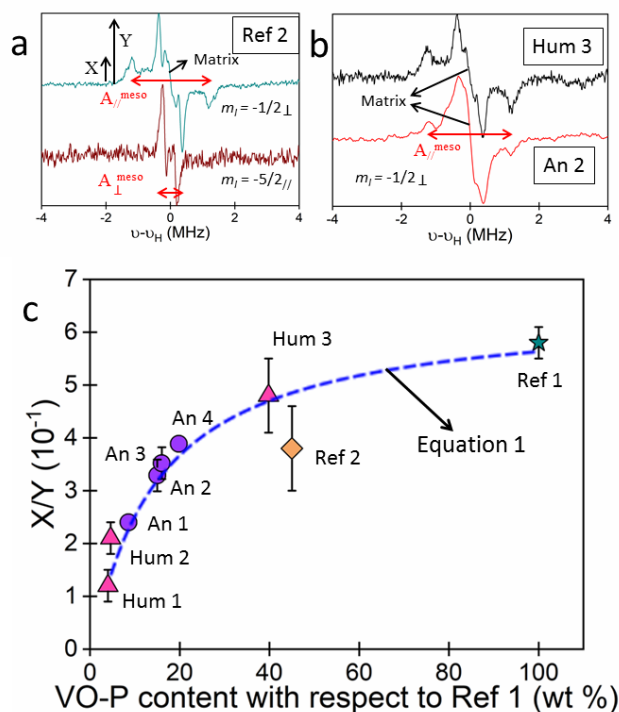 a
Ref 2
Y
X
Matrix
A//meso
mI = -1/2⊥
A⊥meso
mI = -5/2//
-4 -2 0 2 4
υ-υH (MHz)
b
Hum 3
Matrix
A//meso
An 2
mI = -1/2⊥
-4 -2 0 2 4
υ-υH (MHz)
c
7
6
5
4
3
2
1
0
X/Y (10-1)
Hum 3
Ref 1
An 4
An 3
Ref 2
Equation 1
An 2
An 1
Hum 2
Hum 1
0 20 40 60 80 100
VO-P content with respect to Ref 1 (wt %)